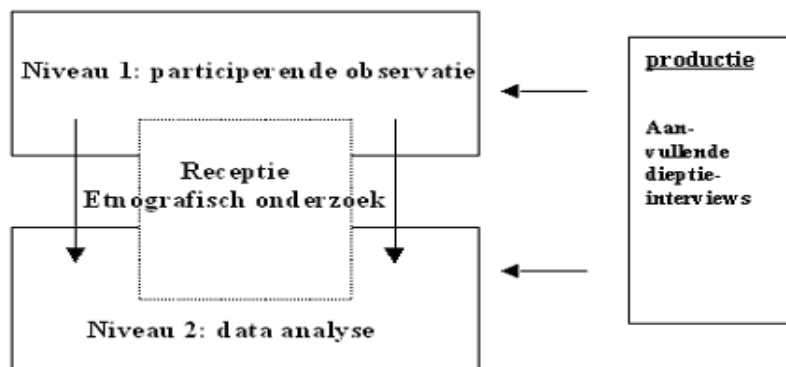 Niveau 1: participerende observatie
Receptie
Etnografisch onderzoek
Niveau 2: data analyse
productie
Aan-
vullende
dieptie-
interviews